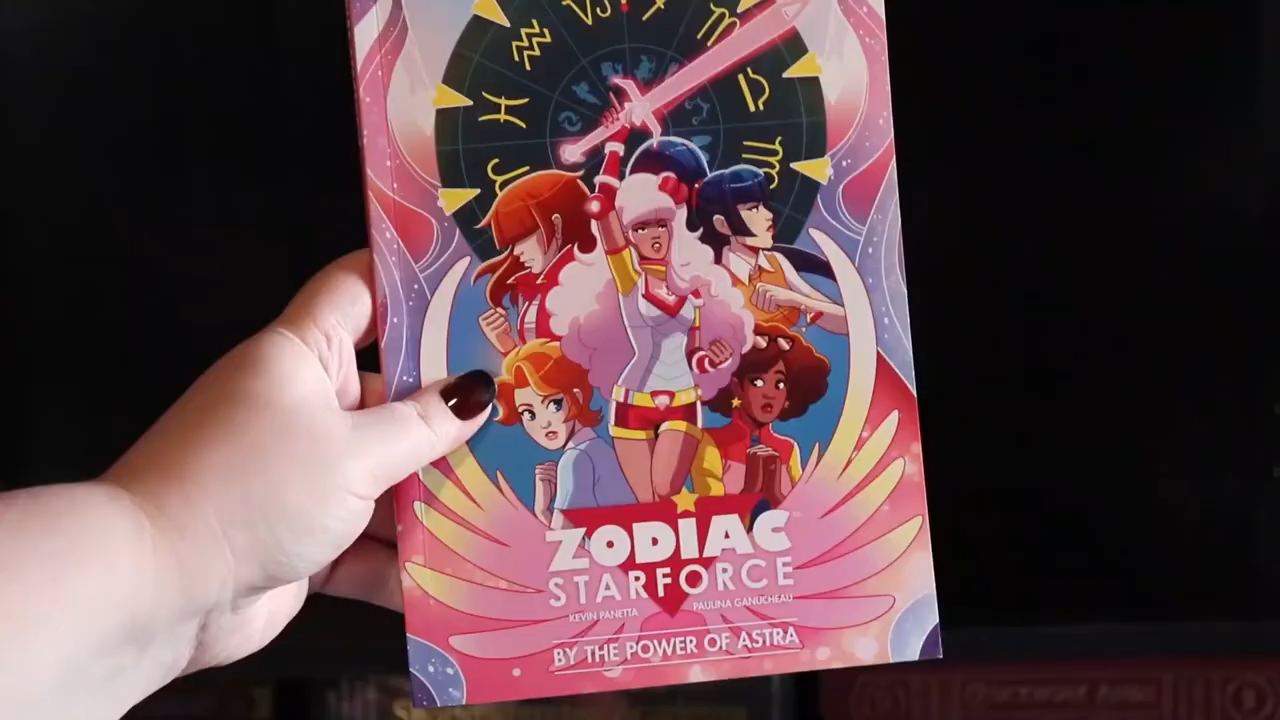 ZODIAC
STARFORCE
KEVIN PANETTA PAULINA GANUCHEAU
BY THE POWER OF ASTRA